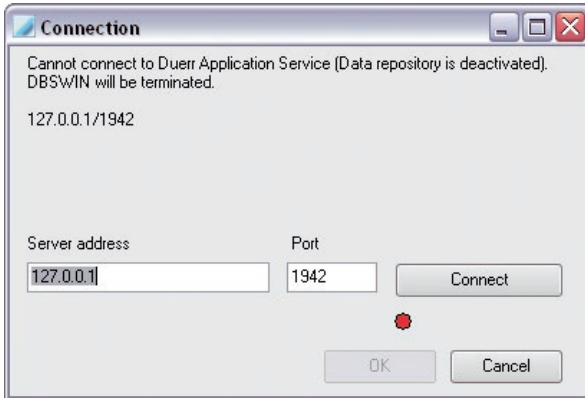 Connection
Cannot connect to Duerr Application Service (Data repository is deactivated).
DBSWIN will be terminated.
127.0.0.1/1942
Server address Port
127.0.0.1 1942 Connect
OK Cancel